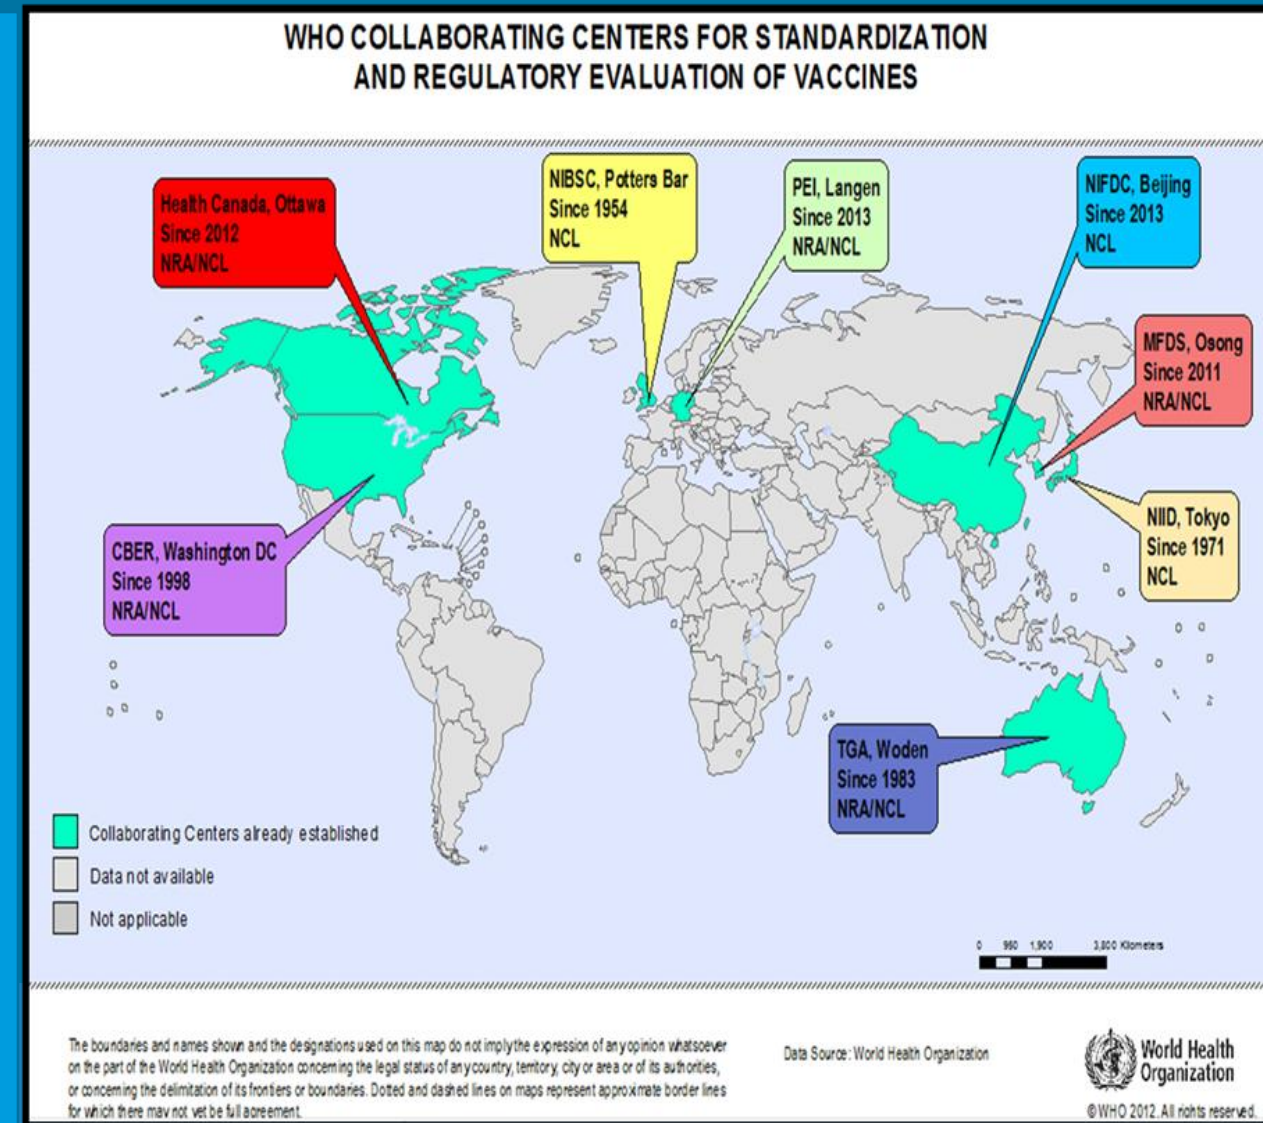 WHO COLLABORATING CENTERS FOR STANDARDIZATION
AND REGULATORY EVALUATION OF VACCINES
Health Canada, Ottawa
Since 2012
NRA/NCL
NIBSC, Potters Bar
Since 1954
NCL
PEI, Langen
Since 2013
NRA/NCL
NIFDC, Beijing
Since 2013
NCL
MFDS, Osong
Since 2011
NRA/NCL
NIID, Tokyo
Since 1971
NCL
CBER, Washington DC
Since 1998
NRA/NCL
TGA, Woden
Since 1983
NRA/NCL
Collaborating Centers already established
Data not available
Not applicable
0 950 1,900 3,800 Kilometers
The boundaries and names shown and the designations used on this map do not imply the expression of any opinion whatsoever
on the part of the World Health Organization concerning the legal status of any country, territory, city or area or of its authorities,
or concerning the delimitation of its frontiers or boundaries. Dotted and dashed lines on maps represent approximate border lines
for which there may not yet be full agreement.
Data Source: World Health Organization
World Health
Organization
© WHO 2012. All rights reserved.